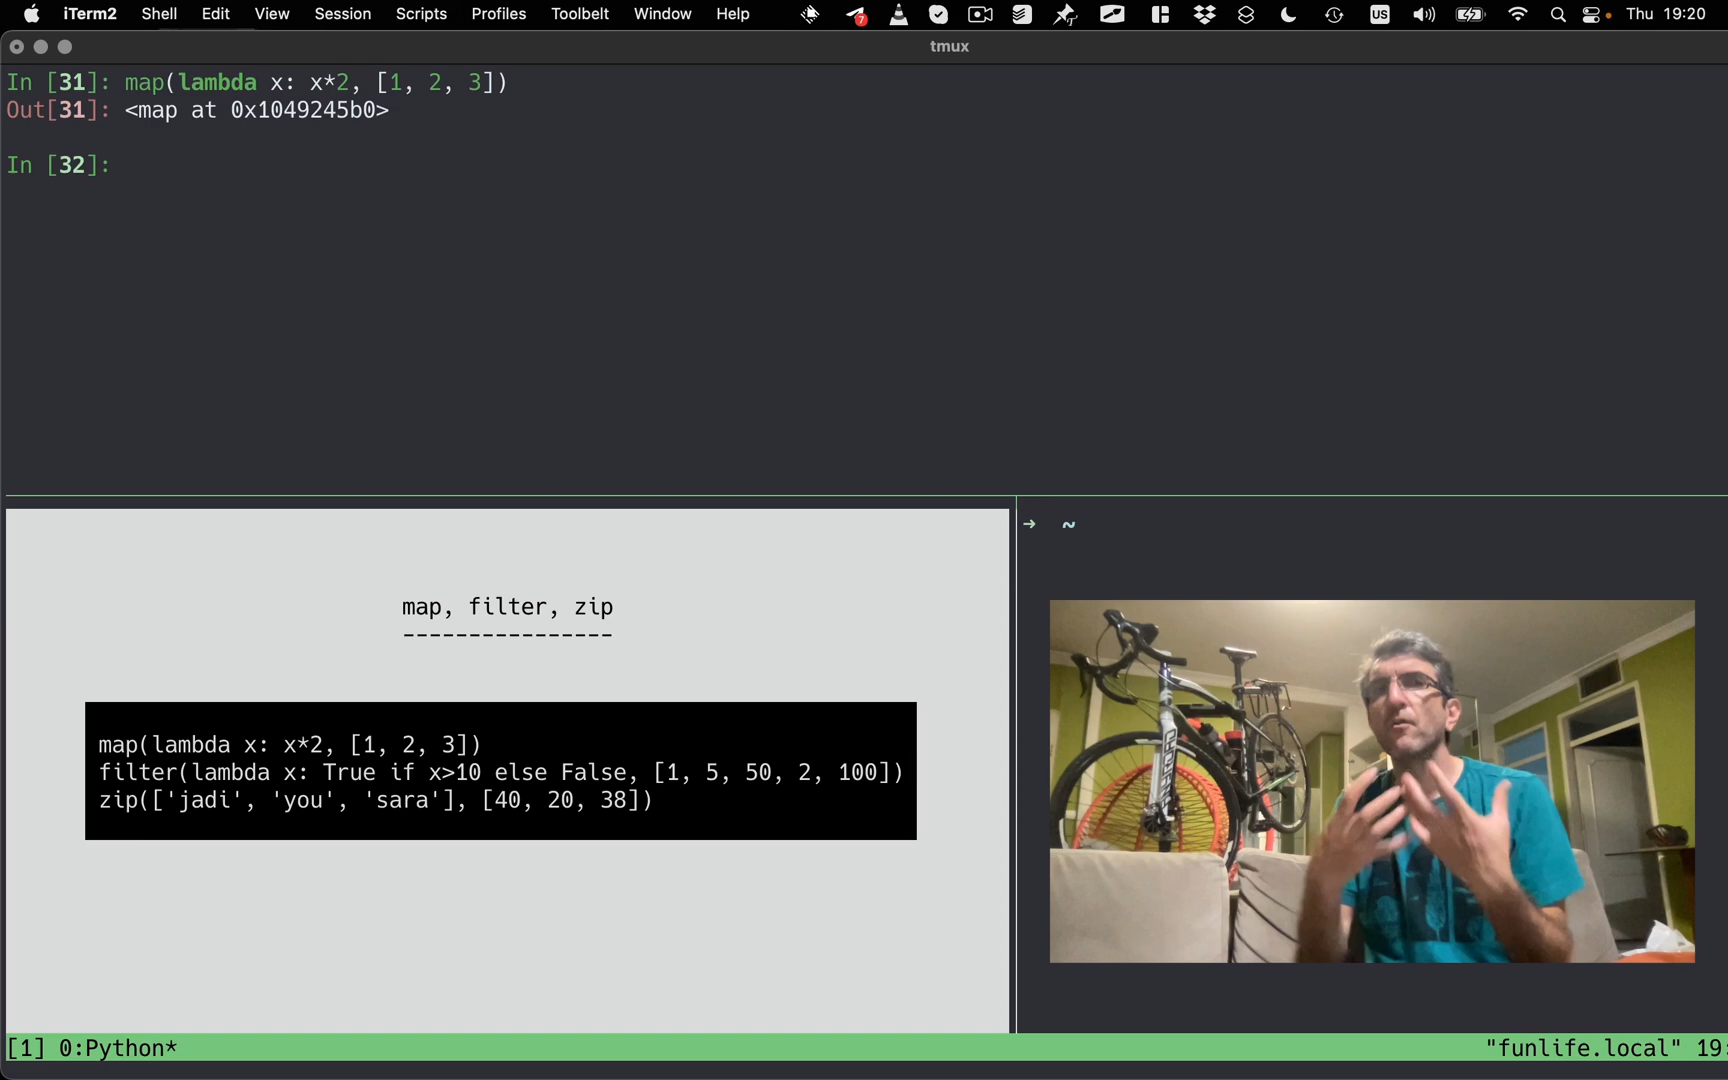 iTerm2 Shell Edit View Session Scripts Profiles Toolbelt Window Help 7 US Thu 19:20
tmux
In [31]: map(lambda x: x*2, [1, 2, 3])
Out[31]: <map at 0x1049245b0>
In [32]:
map, filter, zip
----------------
map(lambda x: x*2, [1, 2, 3])
filter(lambda x: True if x>10 else False, [1, 5, 50, 2, 100])
zip(['jadi', 'you', 'sara'], [40, 20, 38])
→ ~
[1] 0:Python* "funlife.local" 19: